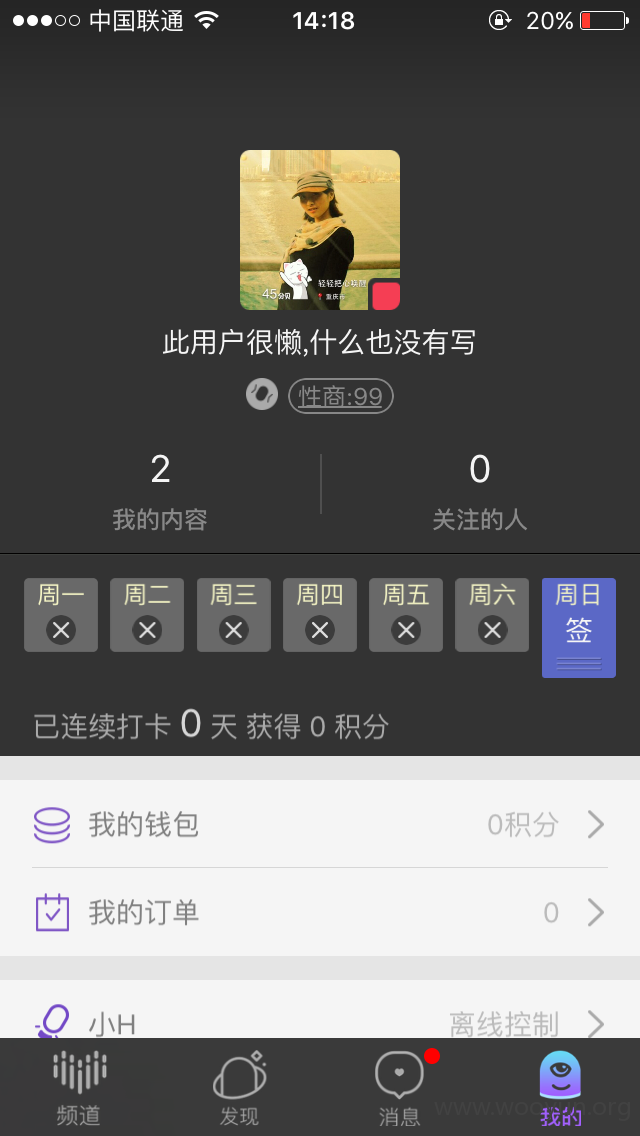 中国联通 14:18 20%
轻轻把心唤醒
45分贝 重庆市
此用户很懒,什么也没有写
性商:99
2 0
我的内容 关注的人
周一 周二 周三 周四 周五 周六 周日
签
已连续打卡 0 天 获得 0 积分
我的钱包 0积分
我的订单 0
小H 离线控制
频道 发现 消息 我的
www.wooyun.org